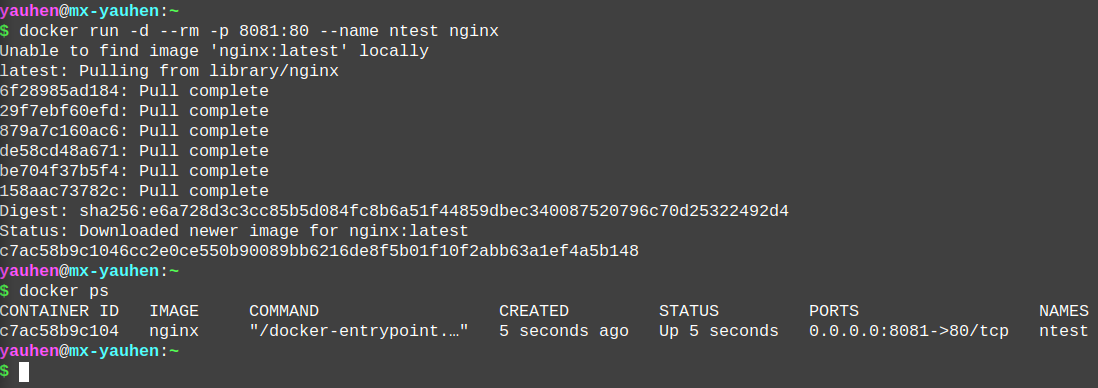 yauhen@mx-yauhen:~
$ docker run -d --rm -p 8081:80 --name ntest nginx
Unable to find image 'nginx:latest' locally
latest: Pulling from library/nginx
6f28985ad184: Pull complete
29f7ebf60efd: Pull complete
879a7c160ac6: Pull complete
de58cd48a671: Pull complete
be704f37b5f4: Pull complete
158aac73782c: Pull complete
Digest: sha256:e6a728d3c3cc85b5d084fc8b6a51f44859dbec340087520796c70d25322492d4
Status: Downloaded newer image for nginx:latest
c7ac58b9c1046cc2e0ce550b90089bb6216de8f5b01f10f2abb63a1ef4a5b148
yauhen@mx-yauhen:~
$ docker ps
CONTAINER ID   IMAGE     COMMAND                  CREATED         STATUS         PORTS                  NAMES
c7ac58b9c104   nginx     "/docker-entrypoint.…"   5 seconds ago   Up 5 seconds   0.0.0.0:8081->80/tcp   ntest
yauhen@mx-yauhen:~
$